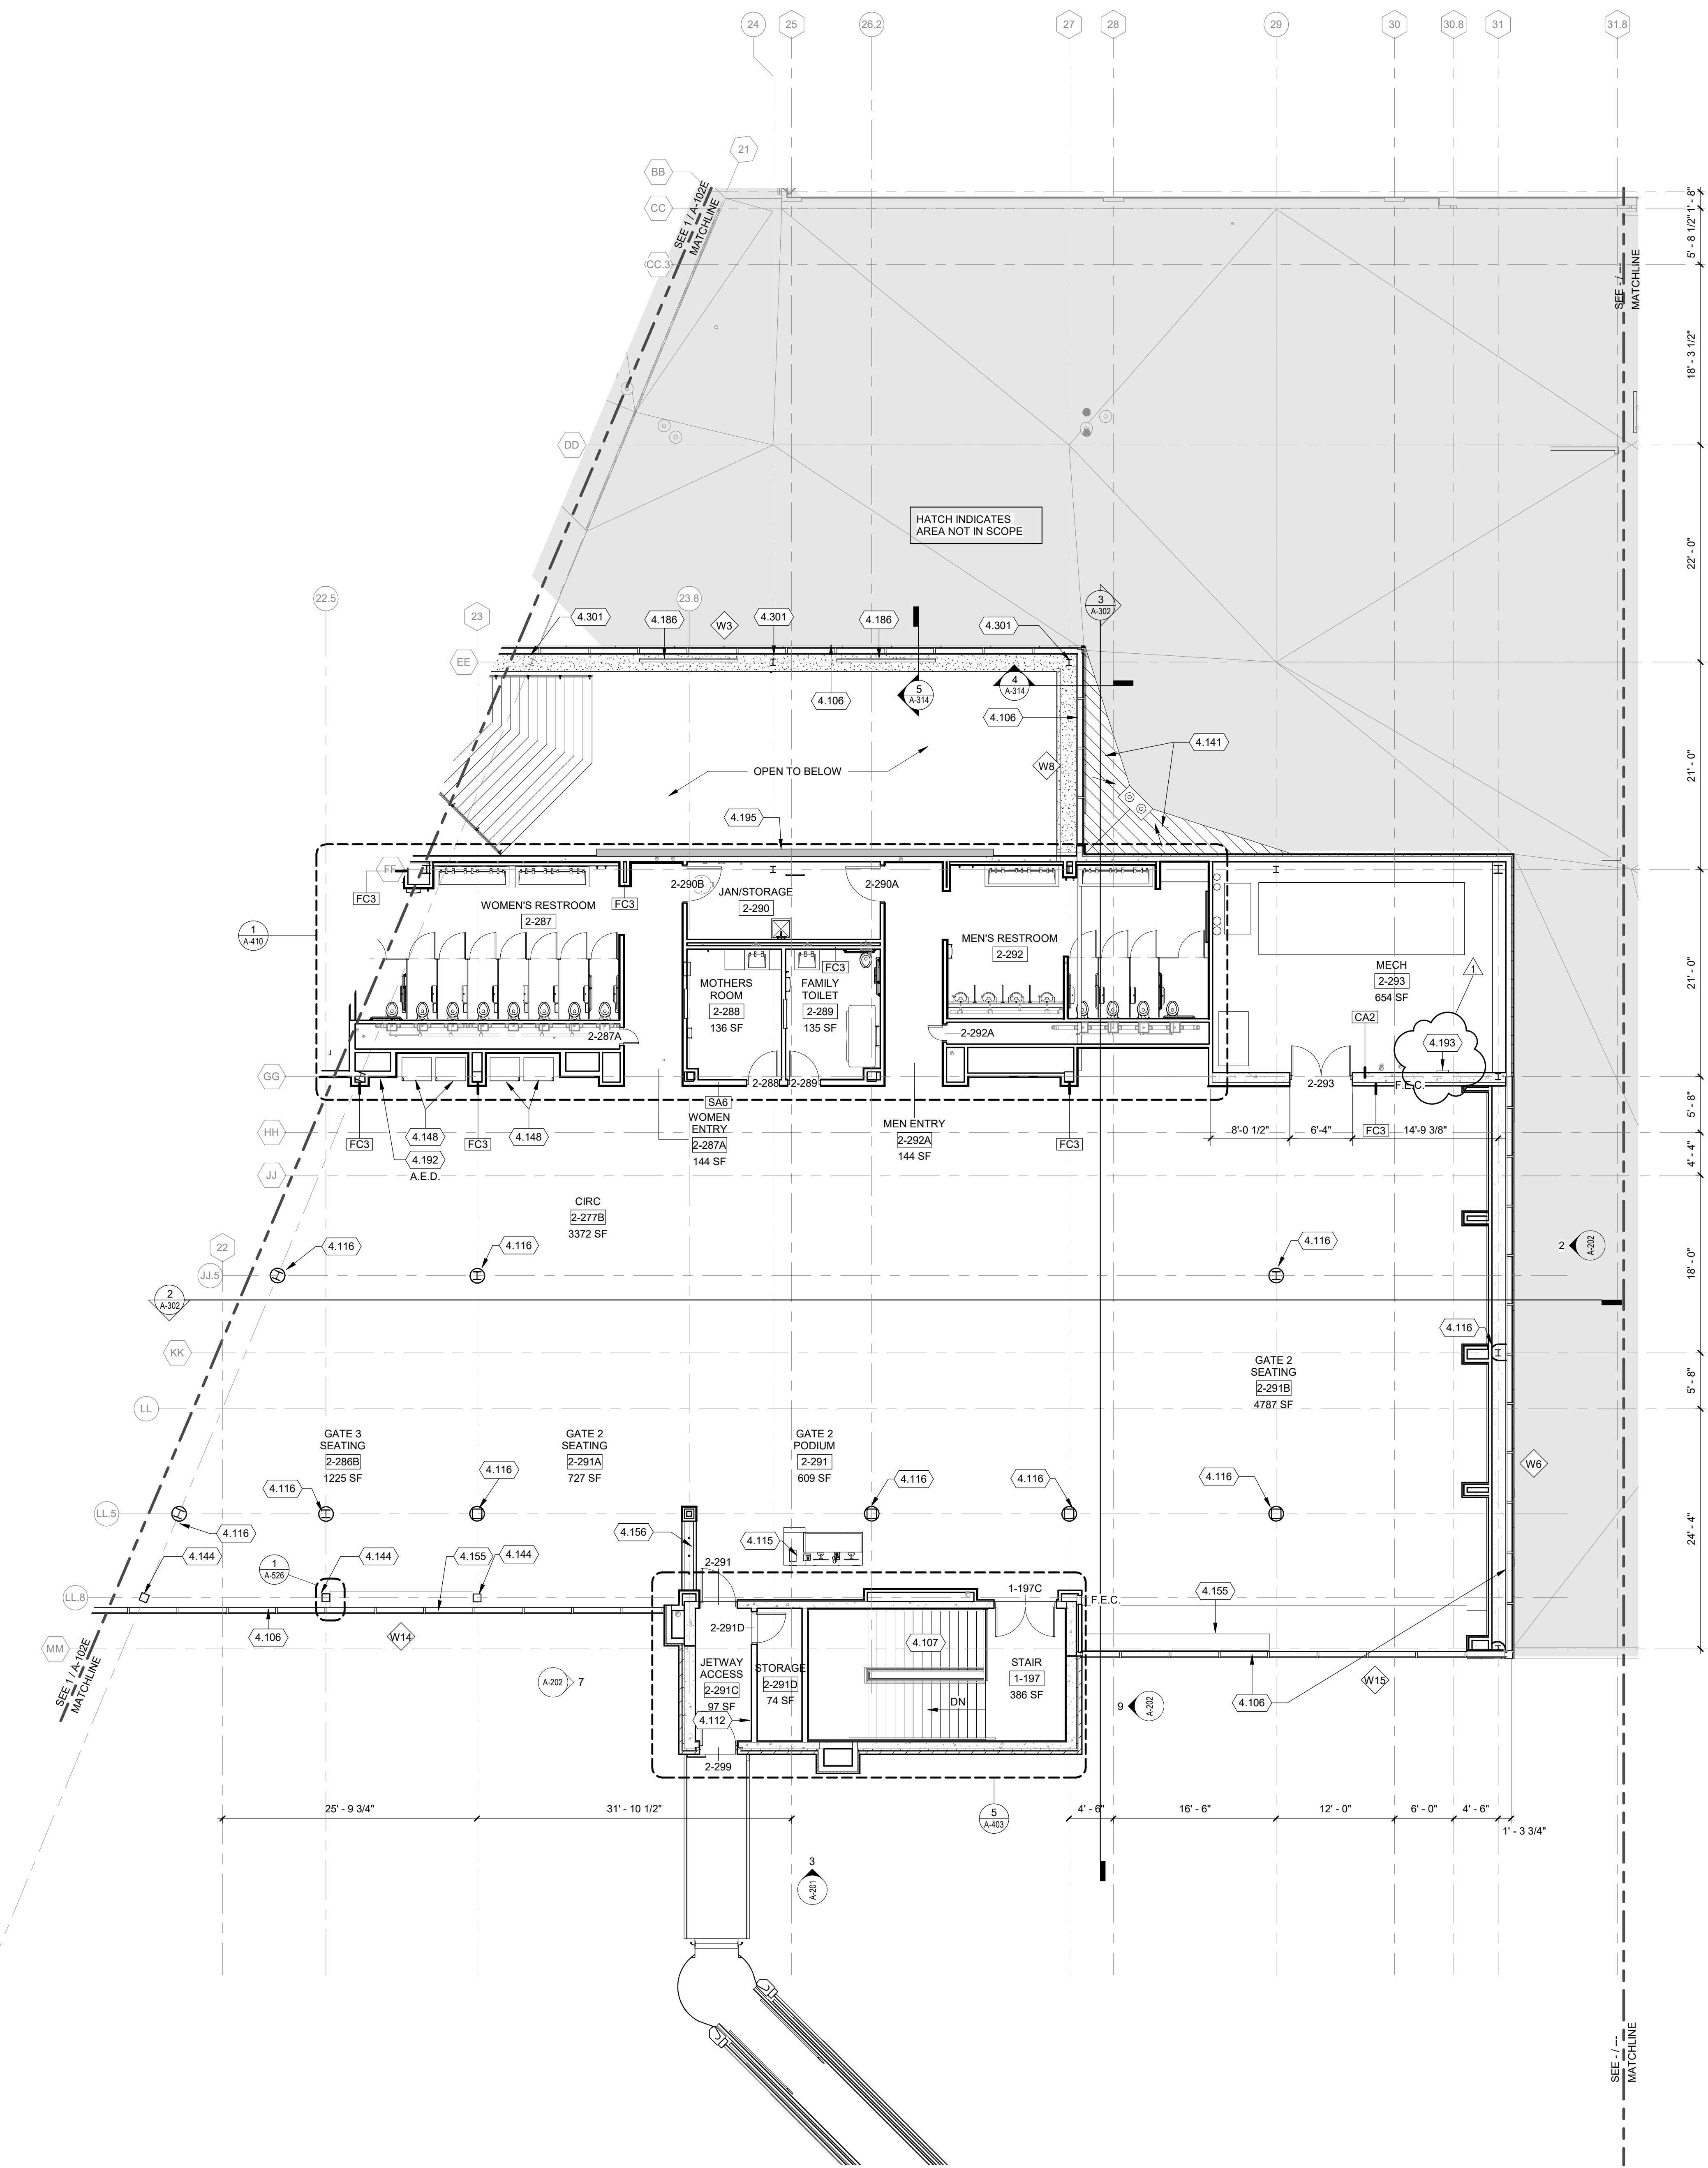 24
25
26.2
27
28
29
30
30.8
31
31.8
21
BB
CC
CC.3
DD
SEE 1 / A-102E
MATCHLINE
SEE - / ---
MATCHLINE
1' - 8"
5' - 8 1/2"
18' - 3 1/2"
22' - 0"
21' - 0"
21' - 0"
5' - 8"
4' - 4"
18' - 0"
5' - 8"
24' - 4"
HATCH INDICATES
AREA NOT IN SCOPE
22.5
23
23.8
EE
4.301
4.186
W3
4.301
4.186
4.301
3
A-302
4.106
5
A-314
4
A-314
4.106
4.141
W8
OPEN TO BELOW
4.195
FF
FC3
FC3
1
A-410
WOMEN'S RESTROOM
2-287
2-290B
JAN/STORAGE
2-290
2-290A
MEN'S RESTROOM
2-292
FC3
MOTHERS
ROOM
2-288
136 SF
FAMILY
TOILET
2-289
135 SF
MECH
2-293
654 SF
1
CA2
4.193
2-287A
2-292A
GG
2-288
2-289
2-293
F.E.C.
SA6
FC3
4.148
FC3
4.148
4.192
A.E.D.
WOMEN
ENTRY
2-287A
144 SF
MEN ENTRY
2-292A
144 SF
FC3
FC3
8'-0 1/2"
6'-4"
14'-9 3/8"
HH
JJ
CIRC
2-277B
3372 SF
22
4.116
4.116
4.116
JJ.5
2
A-202
2
A-302
4.116
KK
GATE 2
SEATING
2-291B
4787 SF
LL
GATE 3
SEATING
2-286B
1225 SF
GATE 2
SEATING
2-291A
727 SF
GATE 2
PODIUM
2-291
609 SF
4.116
4.116
4.116
4.116
4.116
W6
LL.5
4.116
4.156
4.115
4.144
4.144
4.155
4.144
1
A-526
2-291
1-197C
F.E.C.
4.155
LL.8
4.106
W14
MM
2-291D
4.107
JETWAY
ACCESS
2-291C
97 SF
STORAGE
2-291D
74 SF
STAIR
1-197
386 SF
DN
4.112
SEE 1 / A-102E
MATCHLINE
A-202
7
9
A-202
W15
4.106
2-299
25' - 9 3/4"
31' - 10 1/2"
5
A-403
4' - 6"
16' - 6"
12' - 0"
6' - 0"
4' - 6"
1' - 3 3/4"
3
A-201
SEE - / ---
MATCHLINE